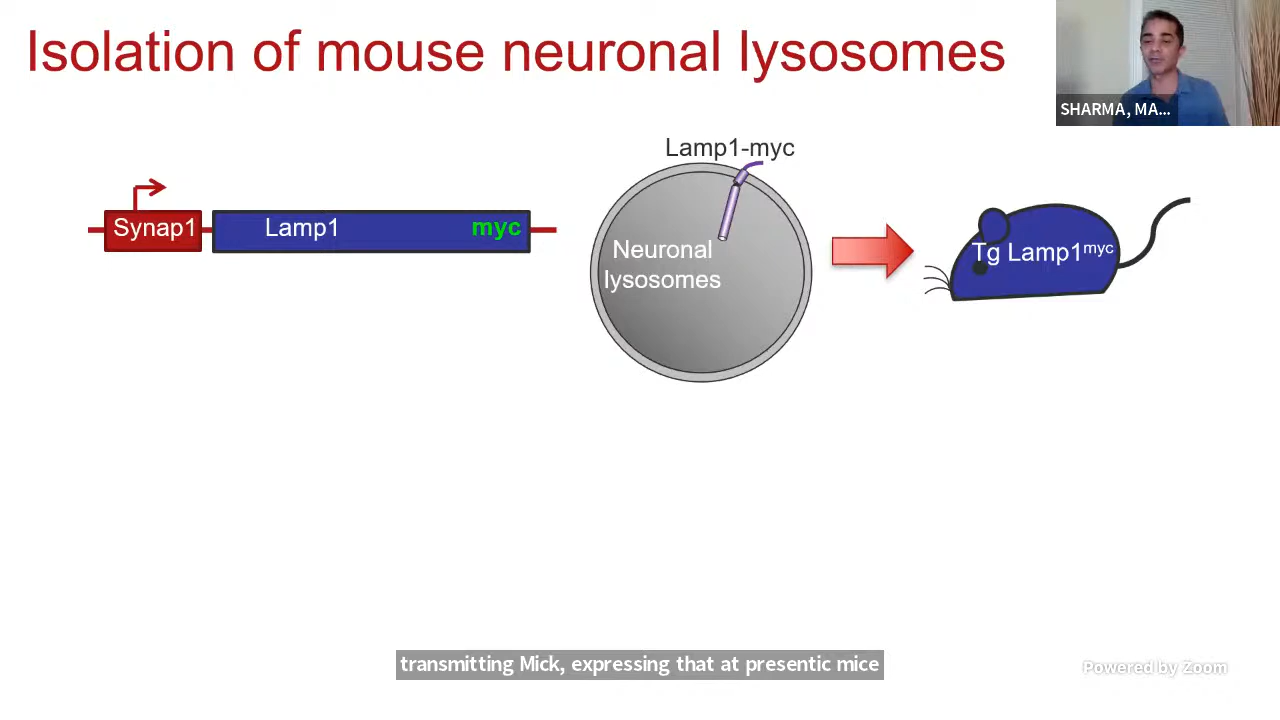 Isolation of mouse neuronal lysosomes
SHARMA, MA...
Lamp1-myc
Synap1 Lamp1 myc
Neuronal
lysosomes
Tg Lamp1myc
transmitting Mick, expressing that at presentic mice
Powered by Zoom